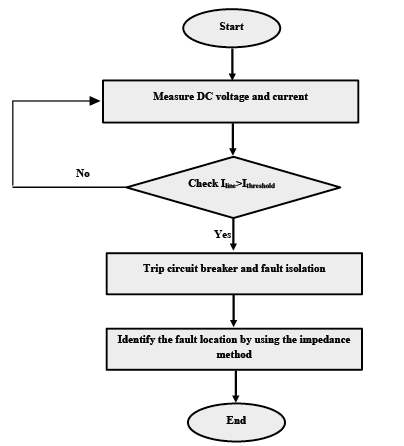 Start
Measure DC voltage and current
Check Iline>Ithreshold
No
Yes
Trip circuit breaker and fault isolation
Identify the fault location by using the impedance
method
End